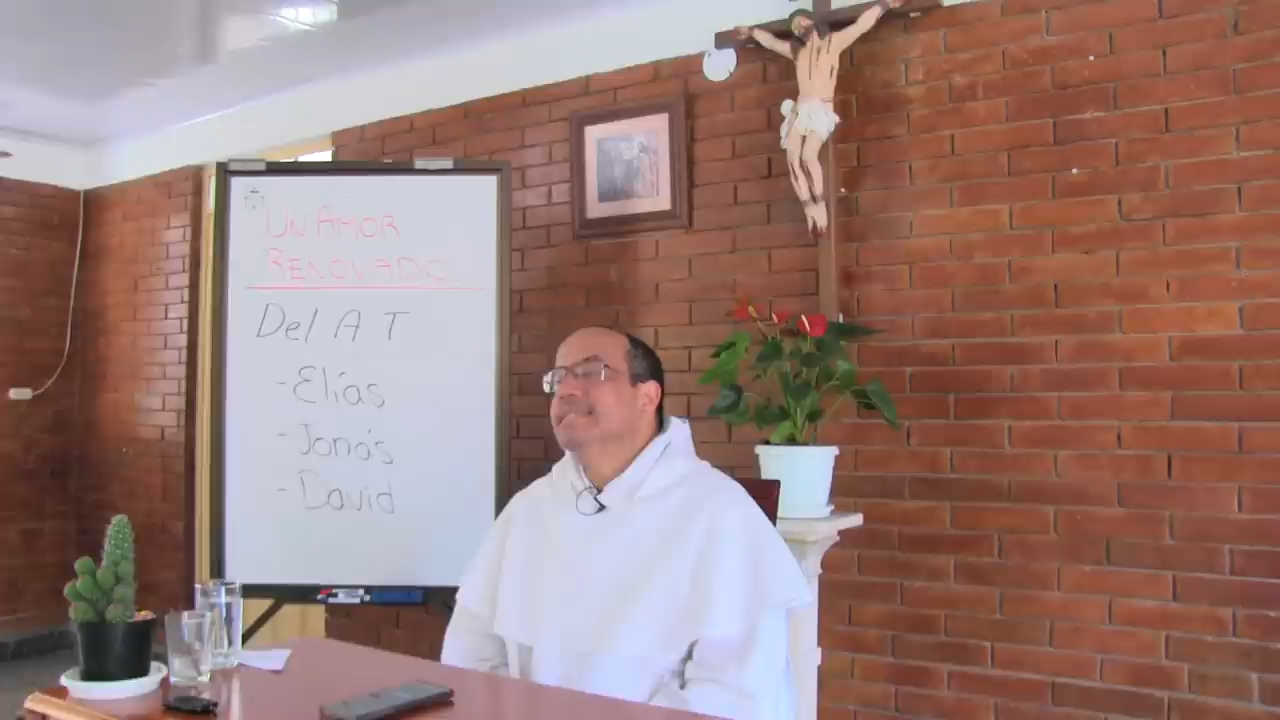 UN AMOR
RENOVADO
Del A T
- Elías
- Jonás
- David